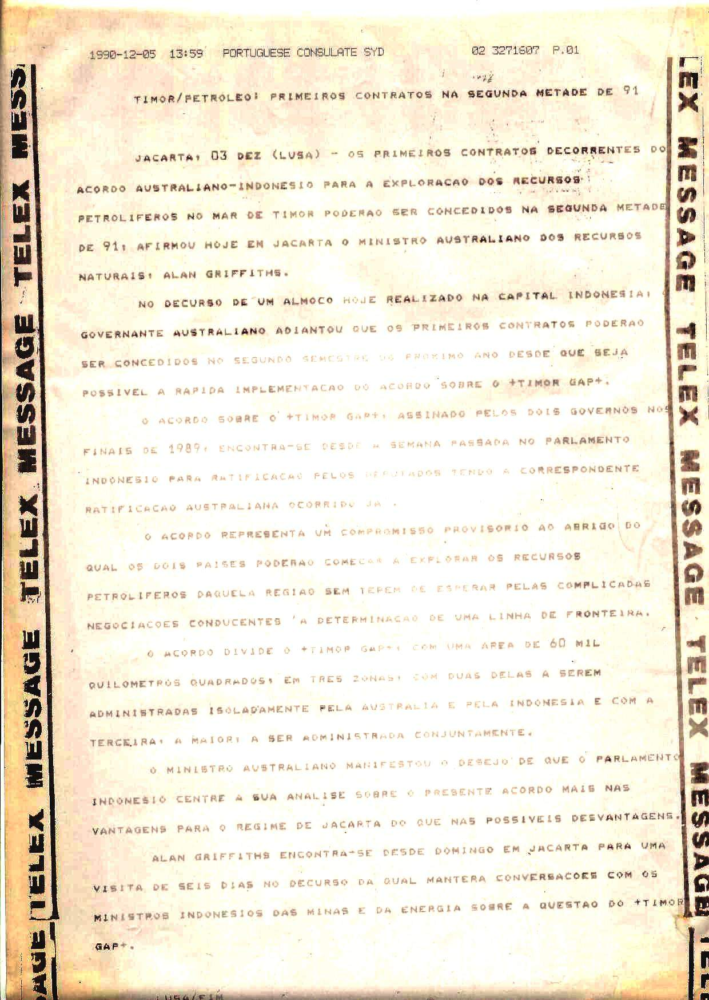 1990-12-05 13:59 PORTUGUESE CONSULATE SYD 02 3271607 P.01
TIMOR/PETROLEO: PRIMEIROS CONTRATOS NA SEGUNDA METADE DE 91
JACARTA, 03 DEZ (LUSA) - OS PRIMEIROS CONTRATOS DECORRENTES DO
ACORDO AUSTRALIANO-INDONESIO PARA A EXPLORACAO DOS RECURSOS
PETROLIFEROS NO MAR DE TIMOR PODERAO SER CONCEDIDOS NA SEGUNDA METADE
DE 91, AFIRMOU HOJE EM JACARTA O MINISTRO AUSTRALIANO DOS RECURSOS
NATURAIS, ALAN GRIFFITHS.
NO DECURSO DE UM ALMOCO HOJE REALIZADO NA CAPITAL INDONESIA,
GOVERNANTE AUSTRALIANO ADIANTOU QUE OS PRIMEIROS CONTRATOS PODERAO
SER CONCEDIDOS NO SEGUNDO SEMESTRE DO PROXIMO ANO DESDE QUE SEJA
POSSIVEL A RAPIDA IMPLEMENTACAO DO ACORDO SOBRE O +TIMOR GAP+.
O ACORDO SOBRE O +TIMOR GAP+, ASSINADO PELOS DOIS GOVERNOS NOS
FINAIS DE 1989, ENCONTRA-SE DESDE A SEMANA PASSADA NO PARLAMENTO
INDONESIO PARA RATIFICACAO PELOS DEPUTADOS TENDO A CORRESPONDENTE
RATIFICACAO AUSTRALIANA OCORRIDO JA .
O ACORDO REPRESENTA UM COMPROMISSO PROVISORIO AO ABRIGO DO
QUAL OS DOIS PAISES PODERAO COMECAR A EXPLORAR OS RECURSOS
PETROLIFEROS DAQUELA REGIAO SEM TEREM DE ESPERAR PELAS COMPLICADAS
NEGOCIACOES CONDUCENTES 'A DETERMINACAO DE UMA LINHA DE FRONTEIRA.
O ACORDO DIVIDE O +TIMOR GAP+, COM UMA AREA DE 60 MIL
QUILOMETROS QUADRADOS, EM TRES ZONAS, COM DUAS DELAS A SEREM
ADMINISTRADAS ISOLADAMENTE PELA AUSTRALIA E PELA INDONESIA E COM A
TERCEIRA, A MAIOR, A SER ADMINISTRADA CONJUNTAMENTE.
O MINISTRO AUSTRALIANO MANIFESTOU O DESEJO DE QUE O PARLAMENTO
INDONESIO CENTRE A SUA ANALISE SOBRE O PRESENTE ACORDO MAIS NAS
VANTAGENS PARA O REGIME DE JACARTA DO QUE NAS POSSIVEIS DESVANTAGENS.
ALAN GRIFFITHS ENCONTRA-SE DESDE DOMINGO EM JACARTA PARA UMA
VISITA DE SEIS DIAS NO DECURSO DA QUAL MANTERA CONVERSACOES COM OS
MINISTROS INDONESIOS DAS MINAS E DA ENERGIA SOBRE A QUESTAO DO +TIMOR
GAP+.
LUSA/FIM
AGE TELEX MESSAGE TELEX MESSAGE TELEX MESS
LEX MESSAGE TELEX MESSAGE TELEX MESSAGE TELE